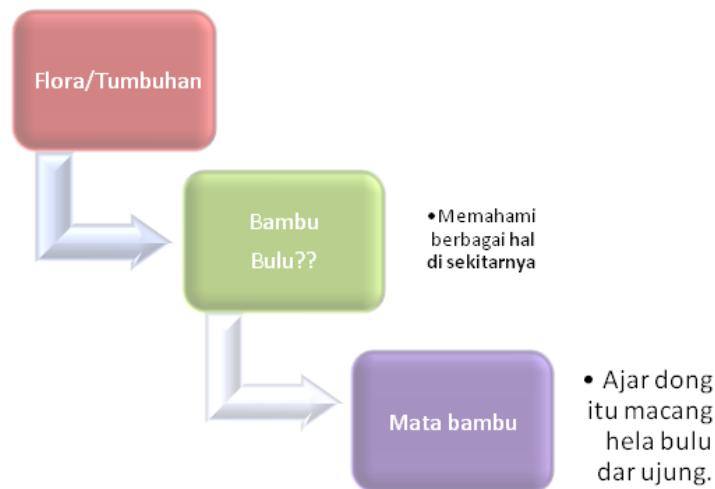 Flora/Tumbuhan
Bambu
Bulu??
•Memahami
berbagai hal
di sekitarnya
Mata bambu
• Ajar dong
itu macang
hela bulu
dar ujung.